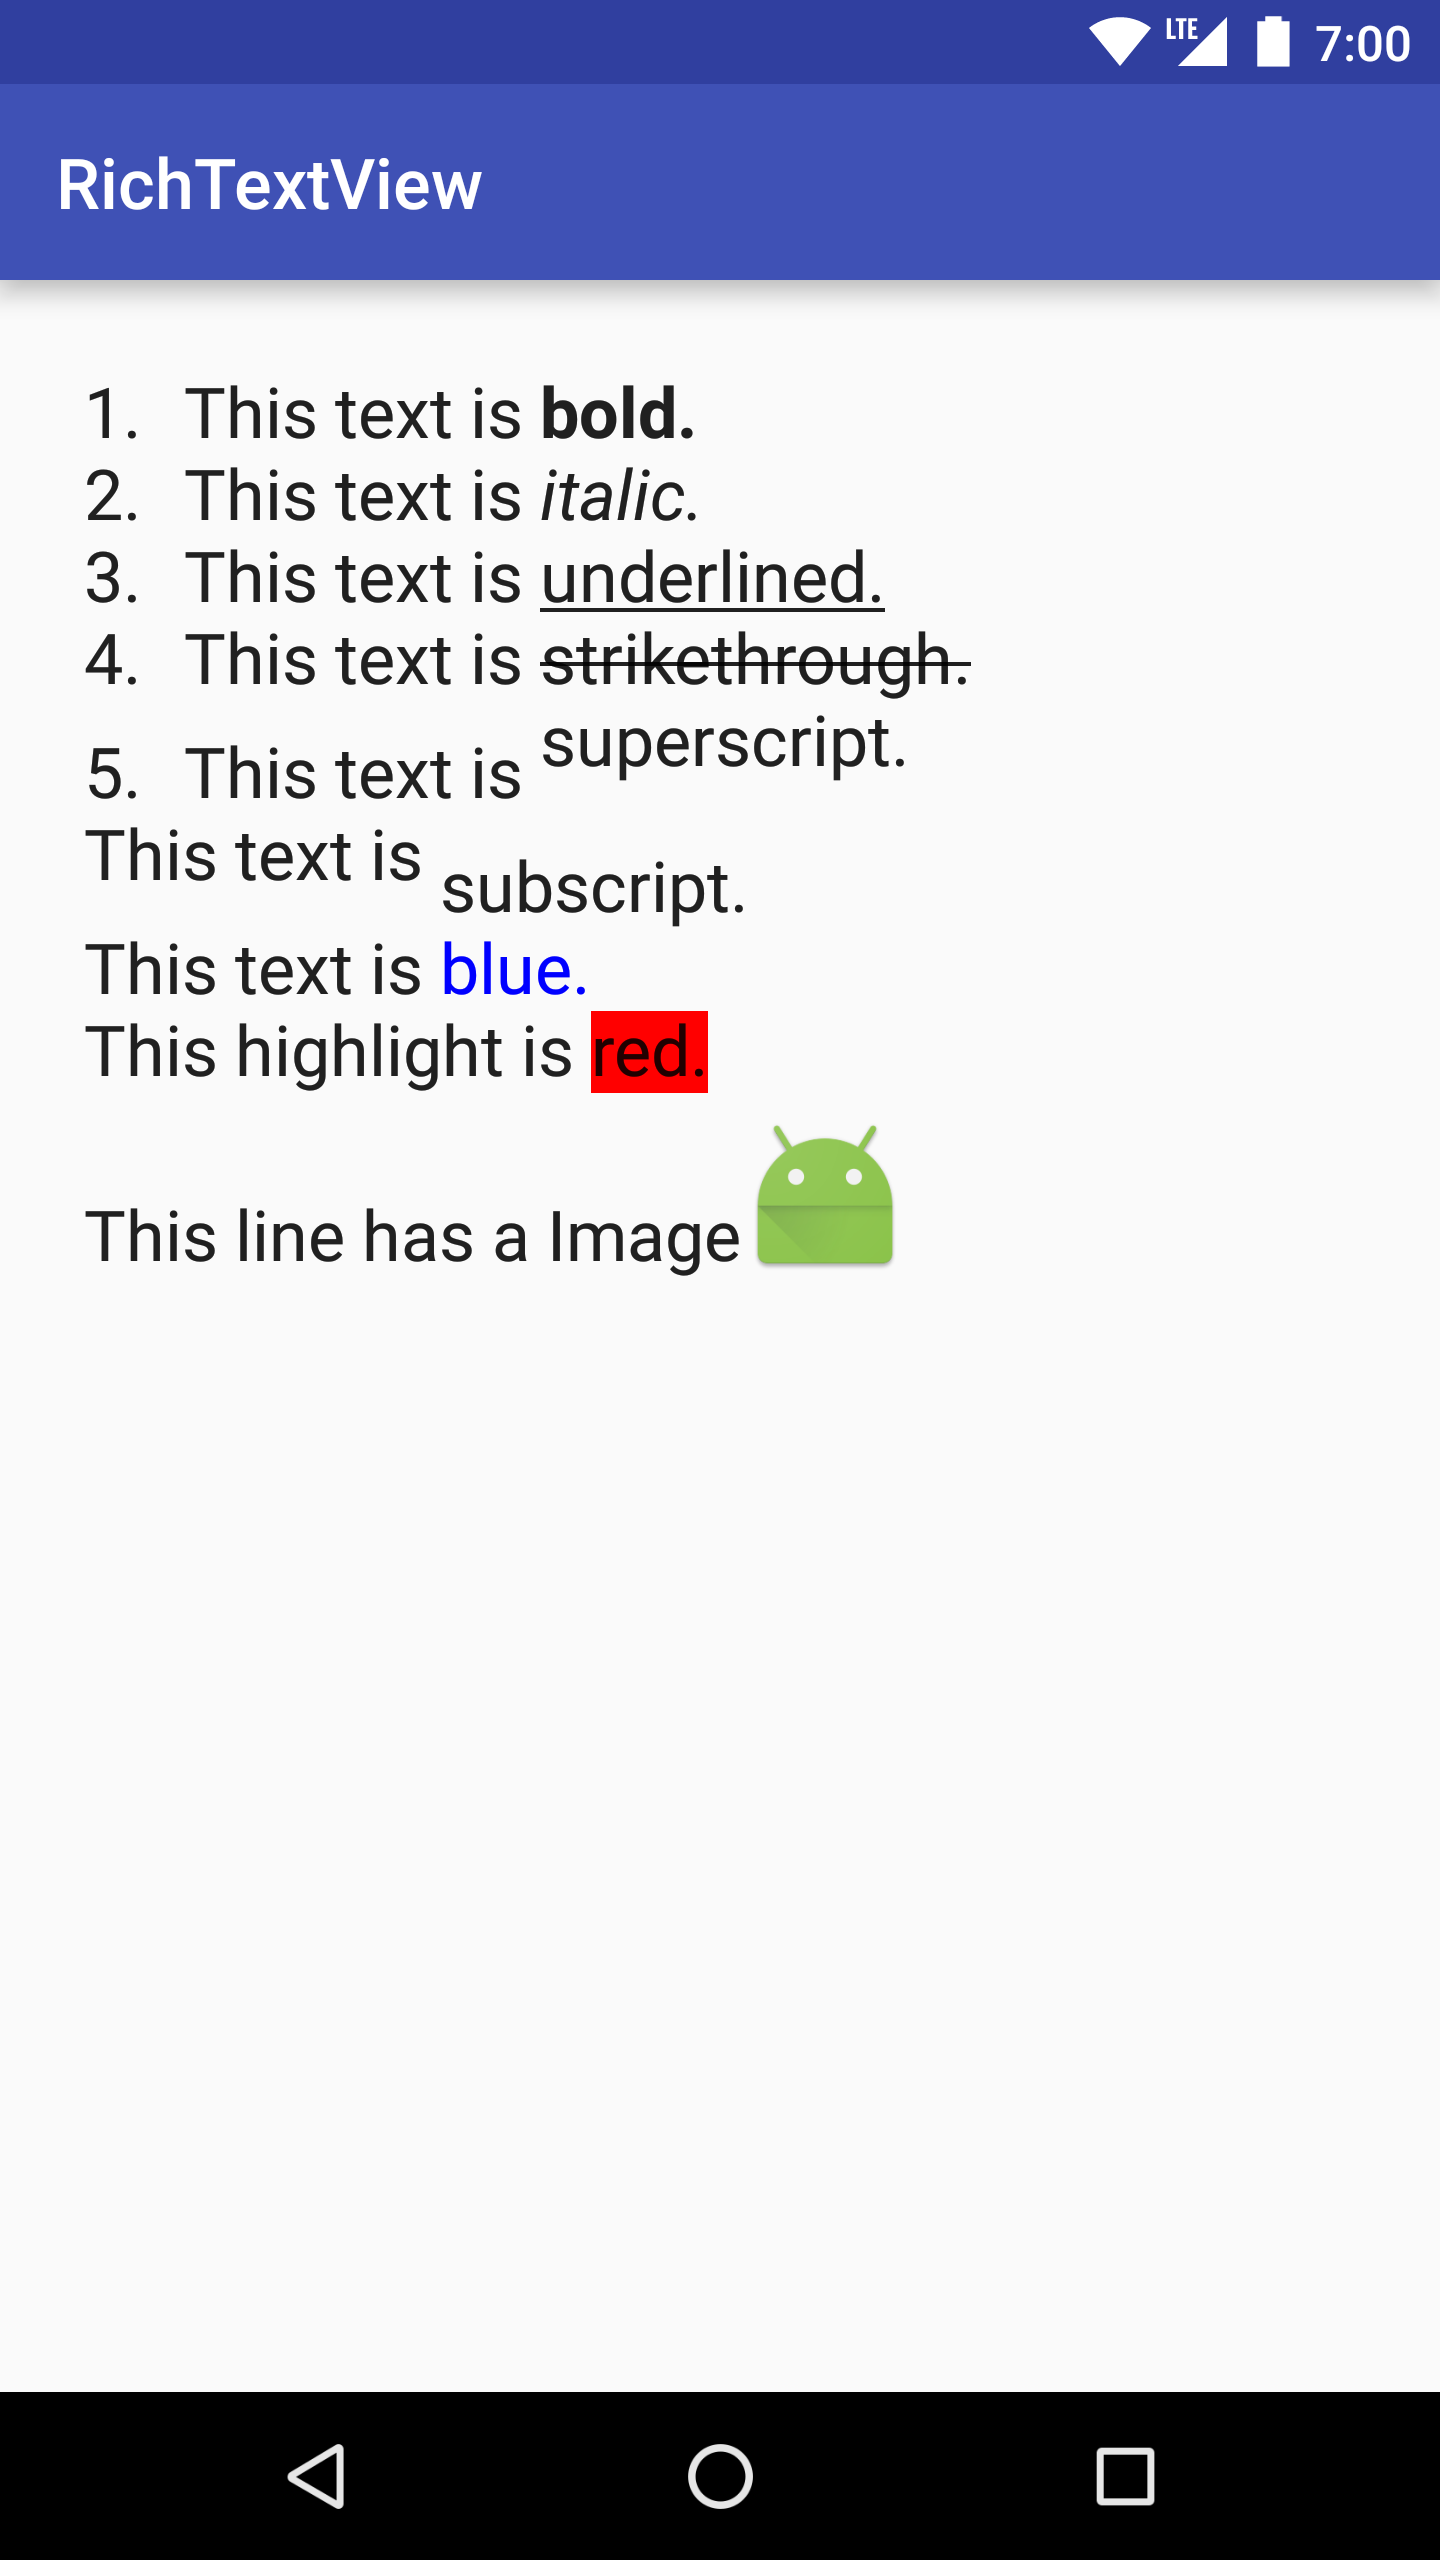 LTE 7:00
RichTextView
1. This text is bold.
2. This text is italic.
3. This text is underlined.
4. This text is strikethrough.
5. This text is superscript.
This text is subscript.
This text is blue.
This highlight is red.
This line has a Image